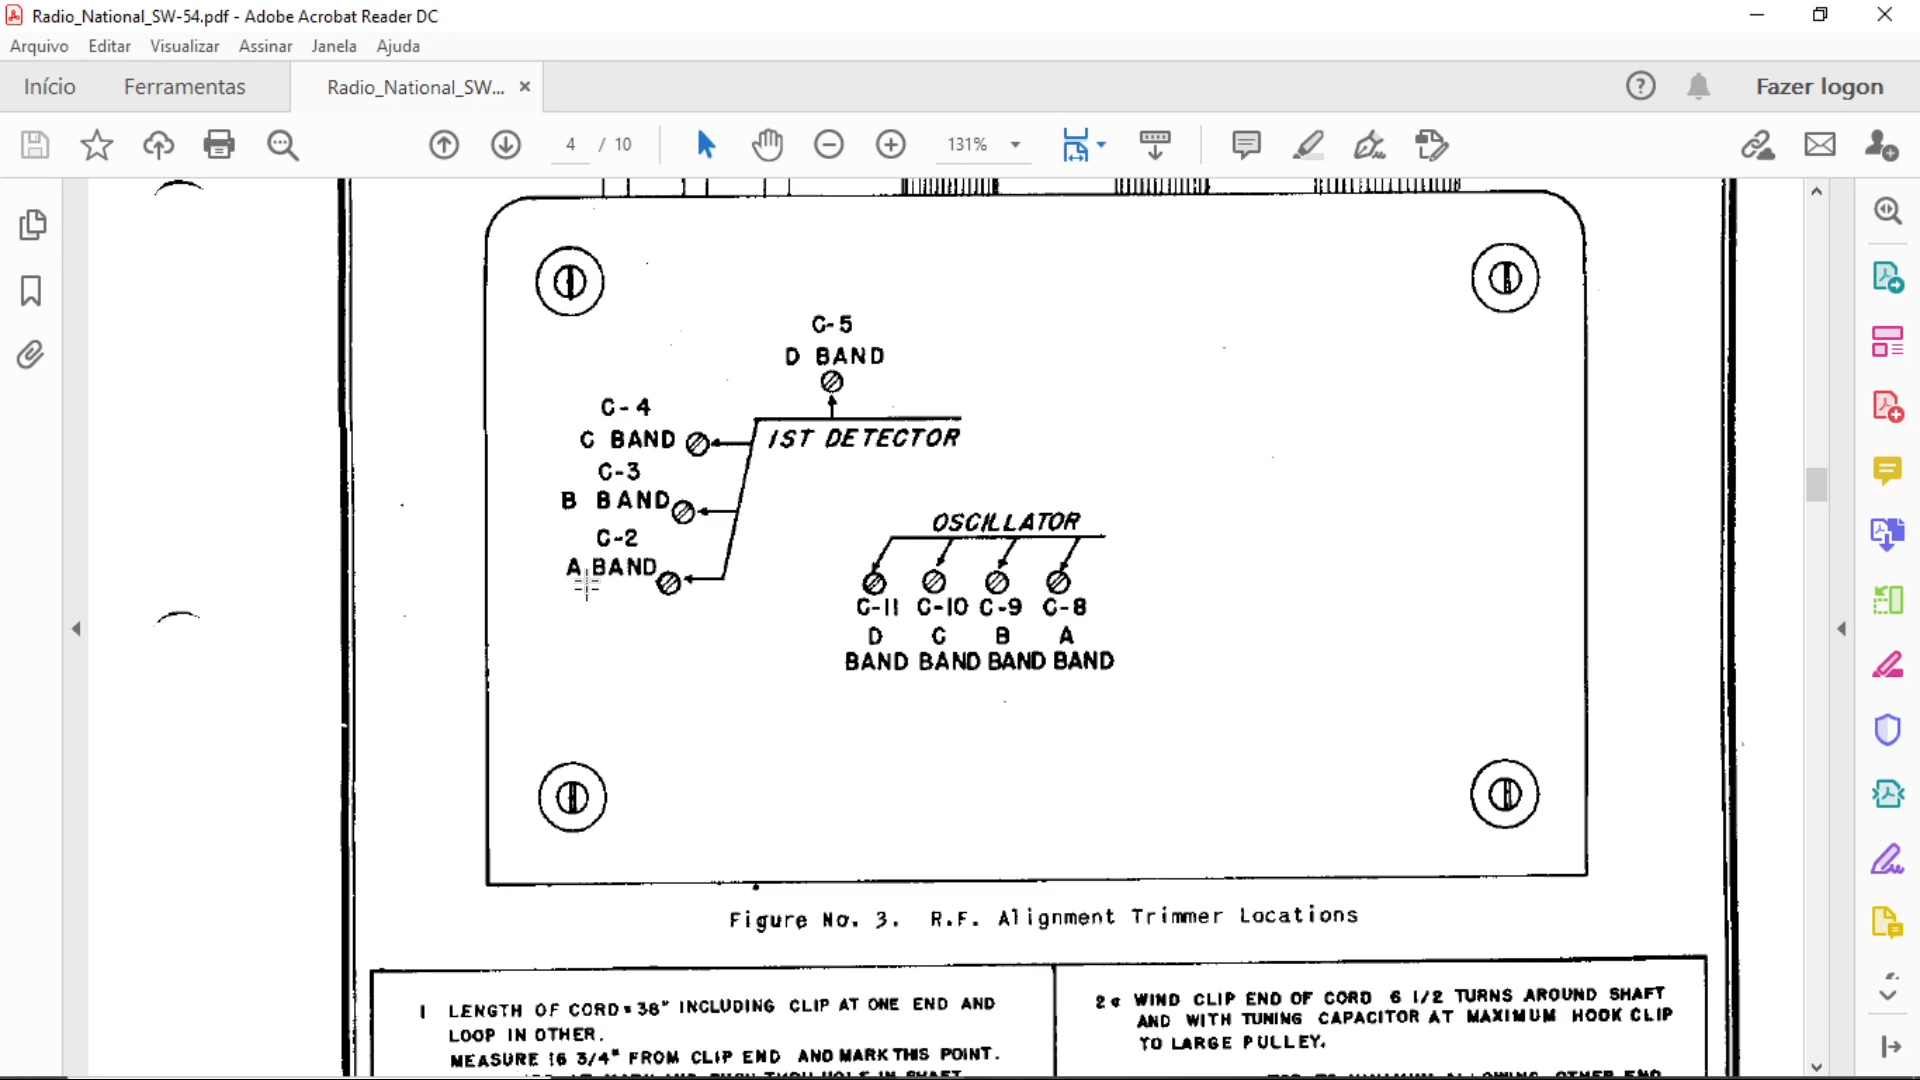 Radio_National_SW-54.pdf - Adobe Acrobat Reader DC
Arquivo Editar Visualizar Assinar Janela Ajuda
Início Ferramentas Radio_National_SW... × Fazer logon
4 / 10 131%
C-5
D BAND
C-4
C BAND
1ST DETECTOR
C-3
B BAND
C-2
A BAND
OSCILLATOR
C-11 C-10 C-9 C-8
D C B A
BAND BAND BAND BAND
Figure No. 3. R.F. Alignment Trimmer Locations
1 LENGTH OF CORD = 38" INCLUDING CLIP AT ONE END AND
LOOP IN OTHER.
MEASURE 16 3/4" FROM CLIP END AND MARK THIS POINT.
2 WIND CLIP END OF CORD 6 1/2 TURNS AROUND SHAFT
AND WITH TUNING CAPACITOR AT MAXIMUM HOOK CLIP
TO LARGE PULLEY.